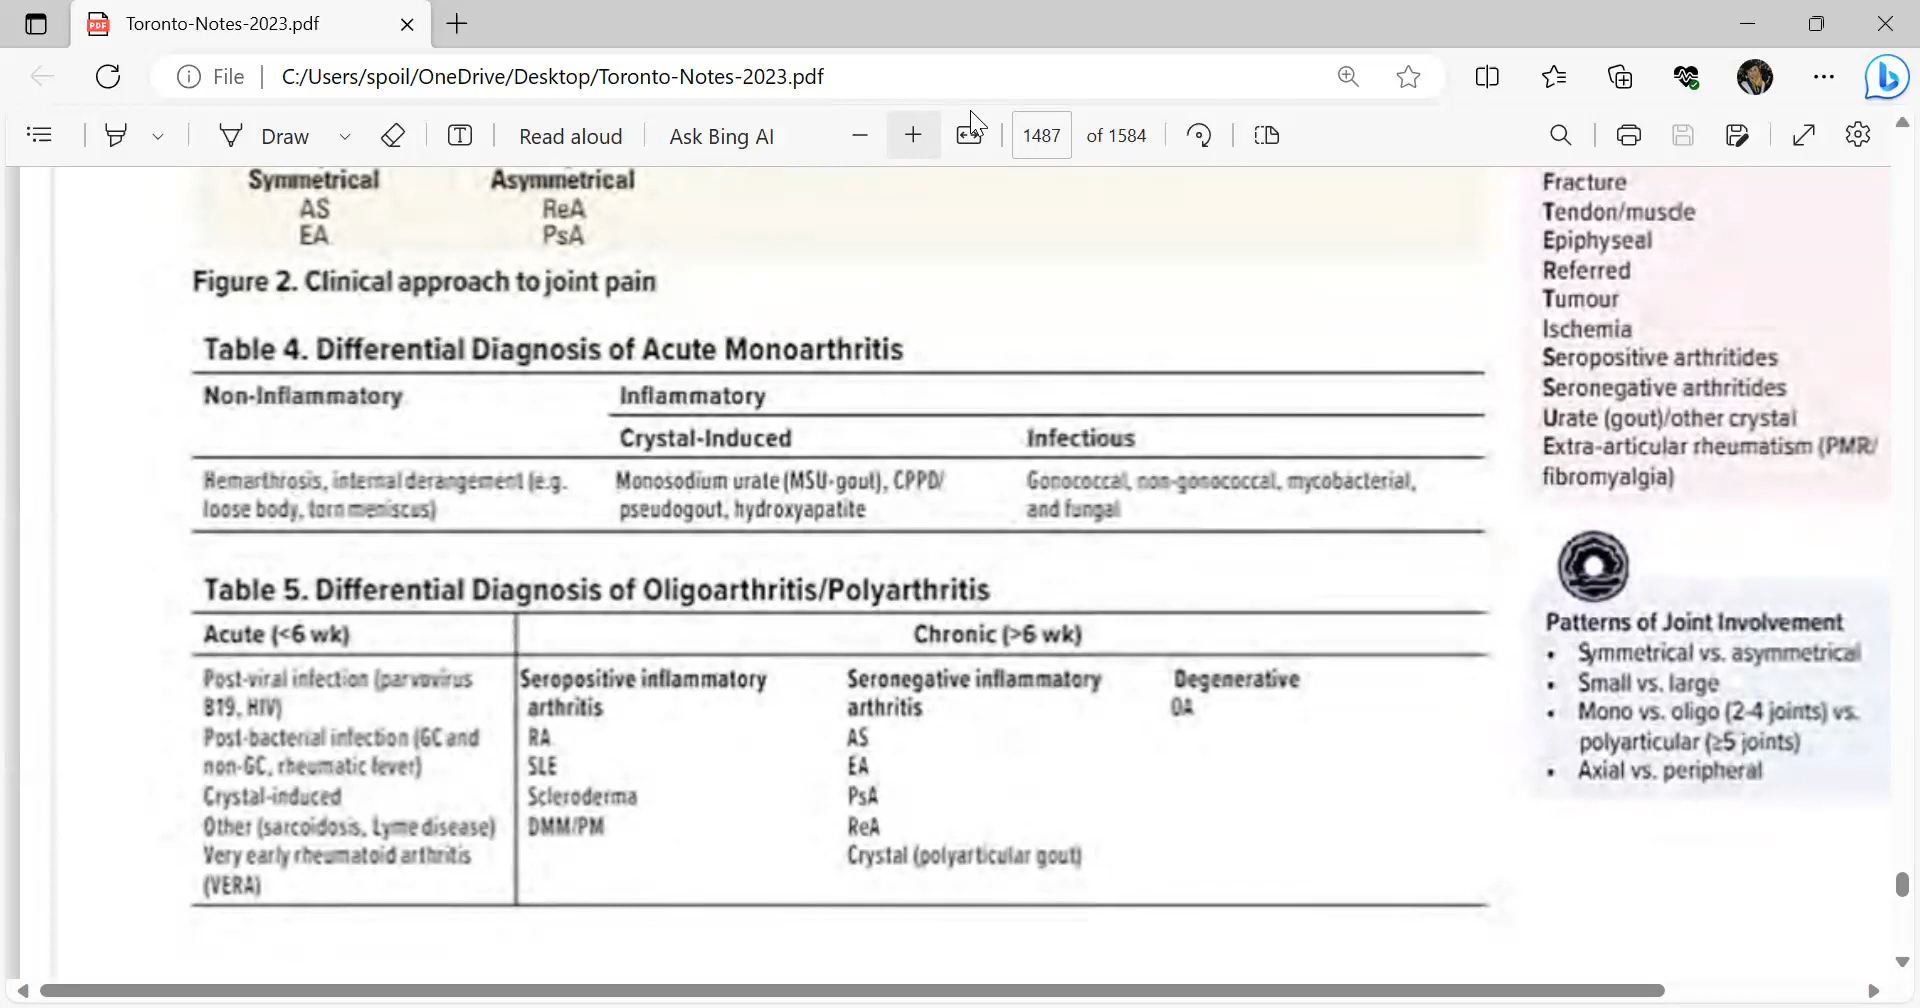 Toronto-Notes-2023.pdf
File
C:/Users/spoil/OneDrive/Desktop/Toronto-Notes-2023.pdf
Draw
Read aloud
Ask Bing AI
1487 of 1584
Symmetrical
AS
EA
Asymmetrical
ReA
PsA
Figure 2. Clinical approach to joint pain
Table 4. Differential Diagnosis of Acute Monoarthritis
Non-Inflammatory
Inflammatory
Crystal-Induced
Infectious
Hemarthrosis, internal derangement (e.g.
loose body, torn meniscus)
Monosodium urate (MSU-gout), CPPD/
pseudogout, hydroxyapatite
Gonococcal, non-gonococcal, mycobacterial,
and fungal
Table 5. Differential Diagnosis of Oligoarthritis/Polyarthritis
Acute (<6 wk)
Chronic (>6 wk)
Post-viral infection (parvovirus
B19, HIV)
Post-bacterial infection (GC and
non-GC, rheumatic fever)
Crystal-induced
Other (sarcoidosis, Lyme disease)
Very early rheumatoid arthritis
(VERA)
Seropositive inflammatory
arthritis
RA
SLE
Scleroderma
DMM/PM
Seronegative inflammatory
arthritis
AS
EA
PsA
ReA
Crystal (polyarticular gout)
Degenerative
OA
Fracture
Tendon/muscle
Epiphyseal
Referred
Tumour
Ischemia
Seropositive arthritides
Seronegative arthritides
Urate (gout)/other crystal
Extra-articular rheumatism (PMR/
fibromyalgia)
Patterns of Joint Involvement
• Symmetrical vs. asymmetrical
• Small vs. large
• Mono vs. oligo (2-4 joints) vs.
polyarticular (≥5 joints)
• Axial vs. peripheral